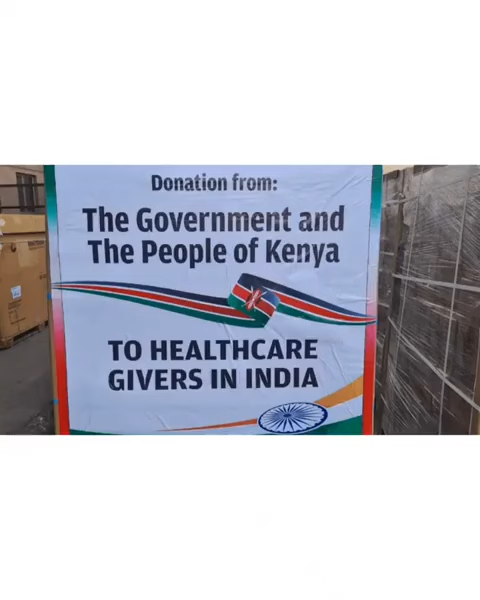 Donation from:
The Government and
The People of Kenya
TO HEALTHCARE
GIVERS IN INDIA